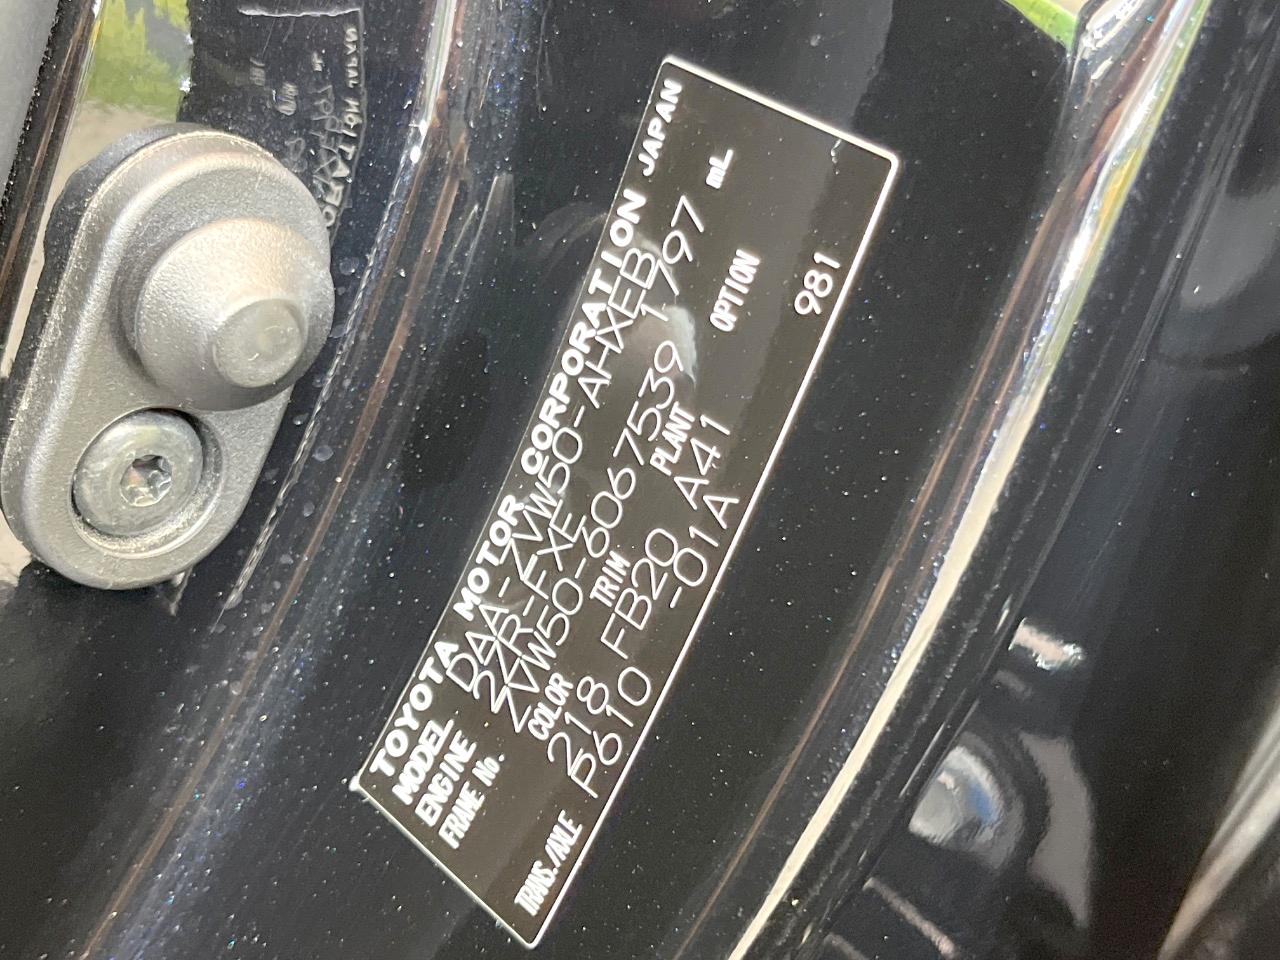 TOYOTA MOTOR CORPORATION JAPAN
MODEL DAA-ZVW50-AHXEB
ENGINE 2ZR-FXE 1797 mL
FRAME No. ZVW50-6067539
COLOR TRIM PLANT OPTION
218 FB20 A41 981
TRANS./AXLE P610 -01A